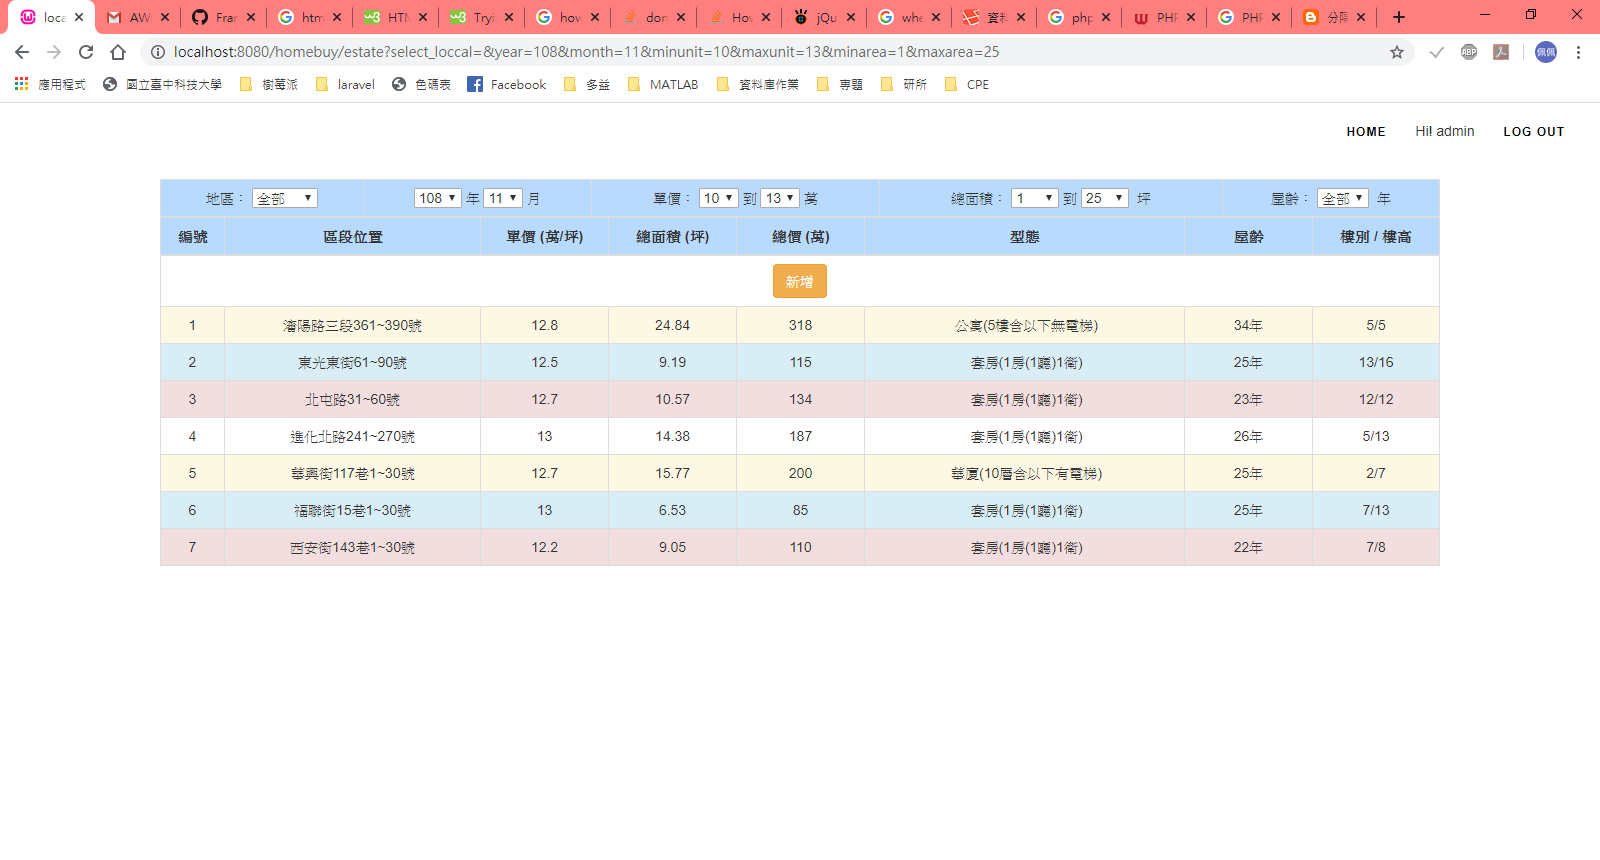 loca AW Frar htm HTM Tryi how don How jQu whe 資料 php PHP PHP 分隔
localhost:8080/homebuy/estate?select_loccal=&year=108&month=11&minunit=10&maxunit=13&minarea=1&maxarea=25 ABP 佩佩
應用程式 國立臺中科技大學 樹莓派 laravel 色碼表 Facebook 多益 MATLAB 資料庫作業 專題 研所 CPE
HOME Hi! admin LOG OUT
地區： 全部 108 年 11 月 單價： 10 到 13 萬 總面積： 1 到 25 坪 屋齡： 全部 年
編號 區段位置 單價 (萬/坪) 總面積 (坪) 總價 (萬) 型態 屋齡 樓別 / 樓高
新增
1 瀋陽路三段361~390號 12.8 24.84 318 公寓(5樓含以下無電梯) 34年 5/5
2 東光東街61~90號 12.5 9.19 115 套房(1房(1廳)1衛) 25年 13/16
3 北屯路31~60號 12.7 10.57 134 套房(1房(1廳)1衛) 23年 12/12
4 進化北路241~270號 13 14.38 187 套房(1房(1廳)1衛) 26年 5/13
5 華興街117巷1~30號 12.7 15.77 200 華廈(10層含以下有電梯) 25年 2/7
6 福聯街15巷1~30號 13 6.53 85 套房(1房(1廳)1衛) 25年 7/13
7 西安街143巷1~30號 12.2 9.05 110 套房(1房(1廳)1衛) 22年 7/8